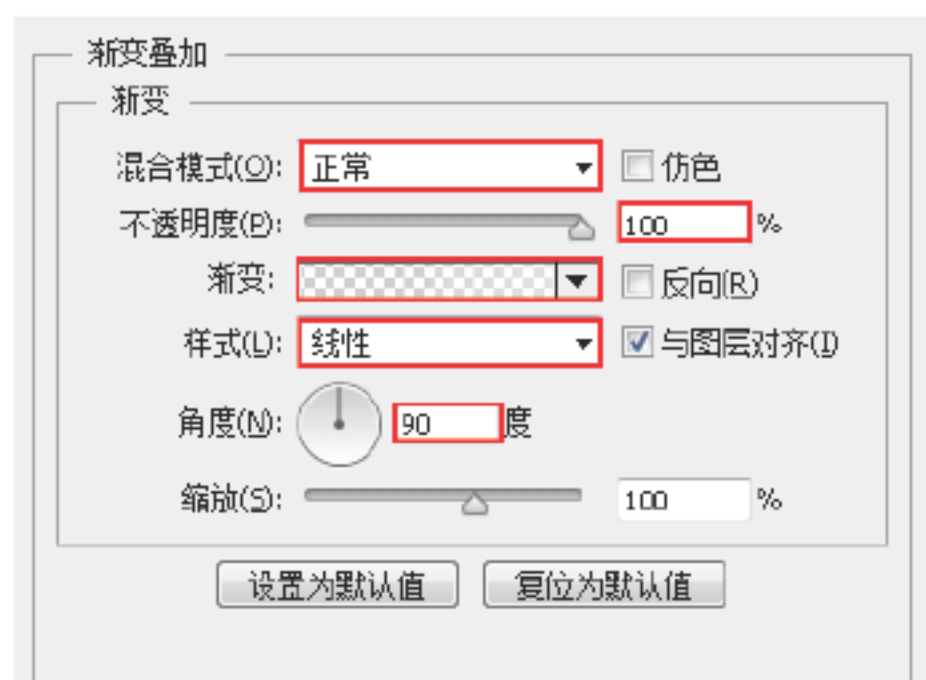 渐变叠加
渐变
混合模式(O): 正常 仿色
不透明度(P): 100 %
渐变: 反向(R)
样式(L): 线性 与图层对齐(I)
角度(N): 90 度
缩放(S): 100 %
设置为默认值 复位为默认值